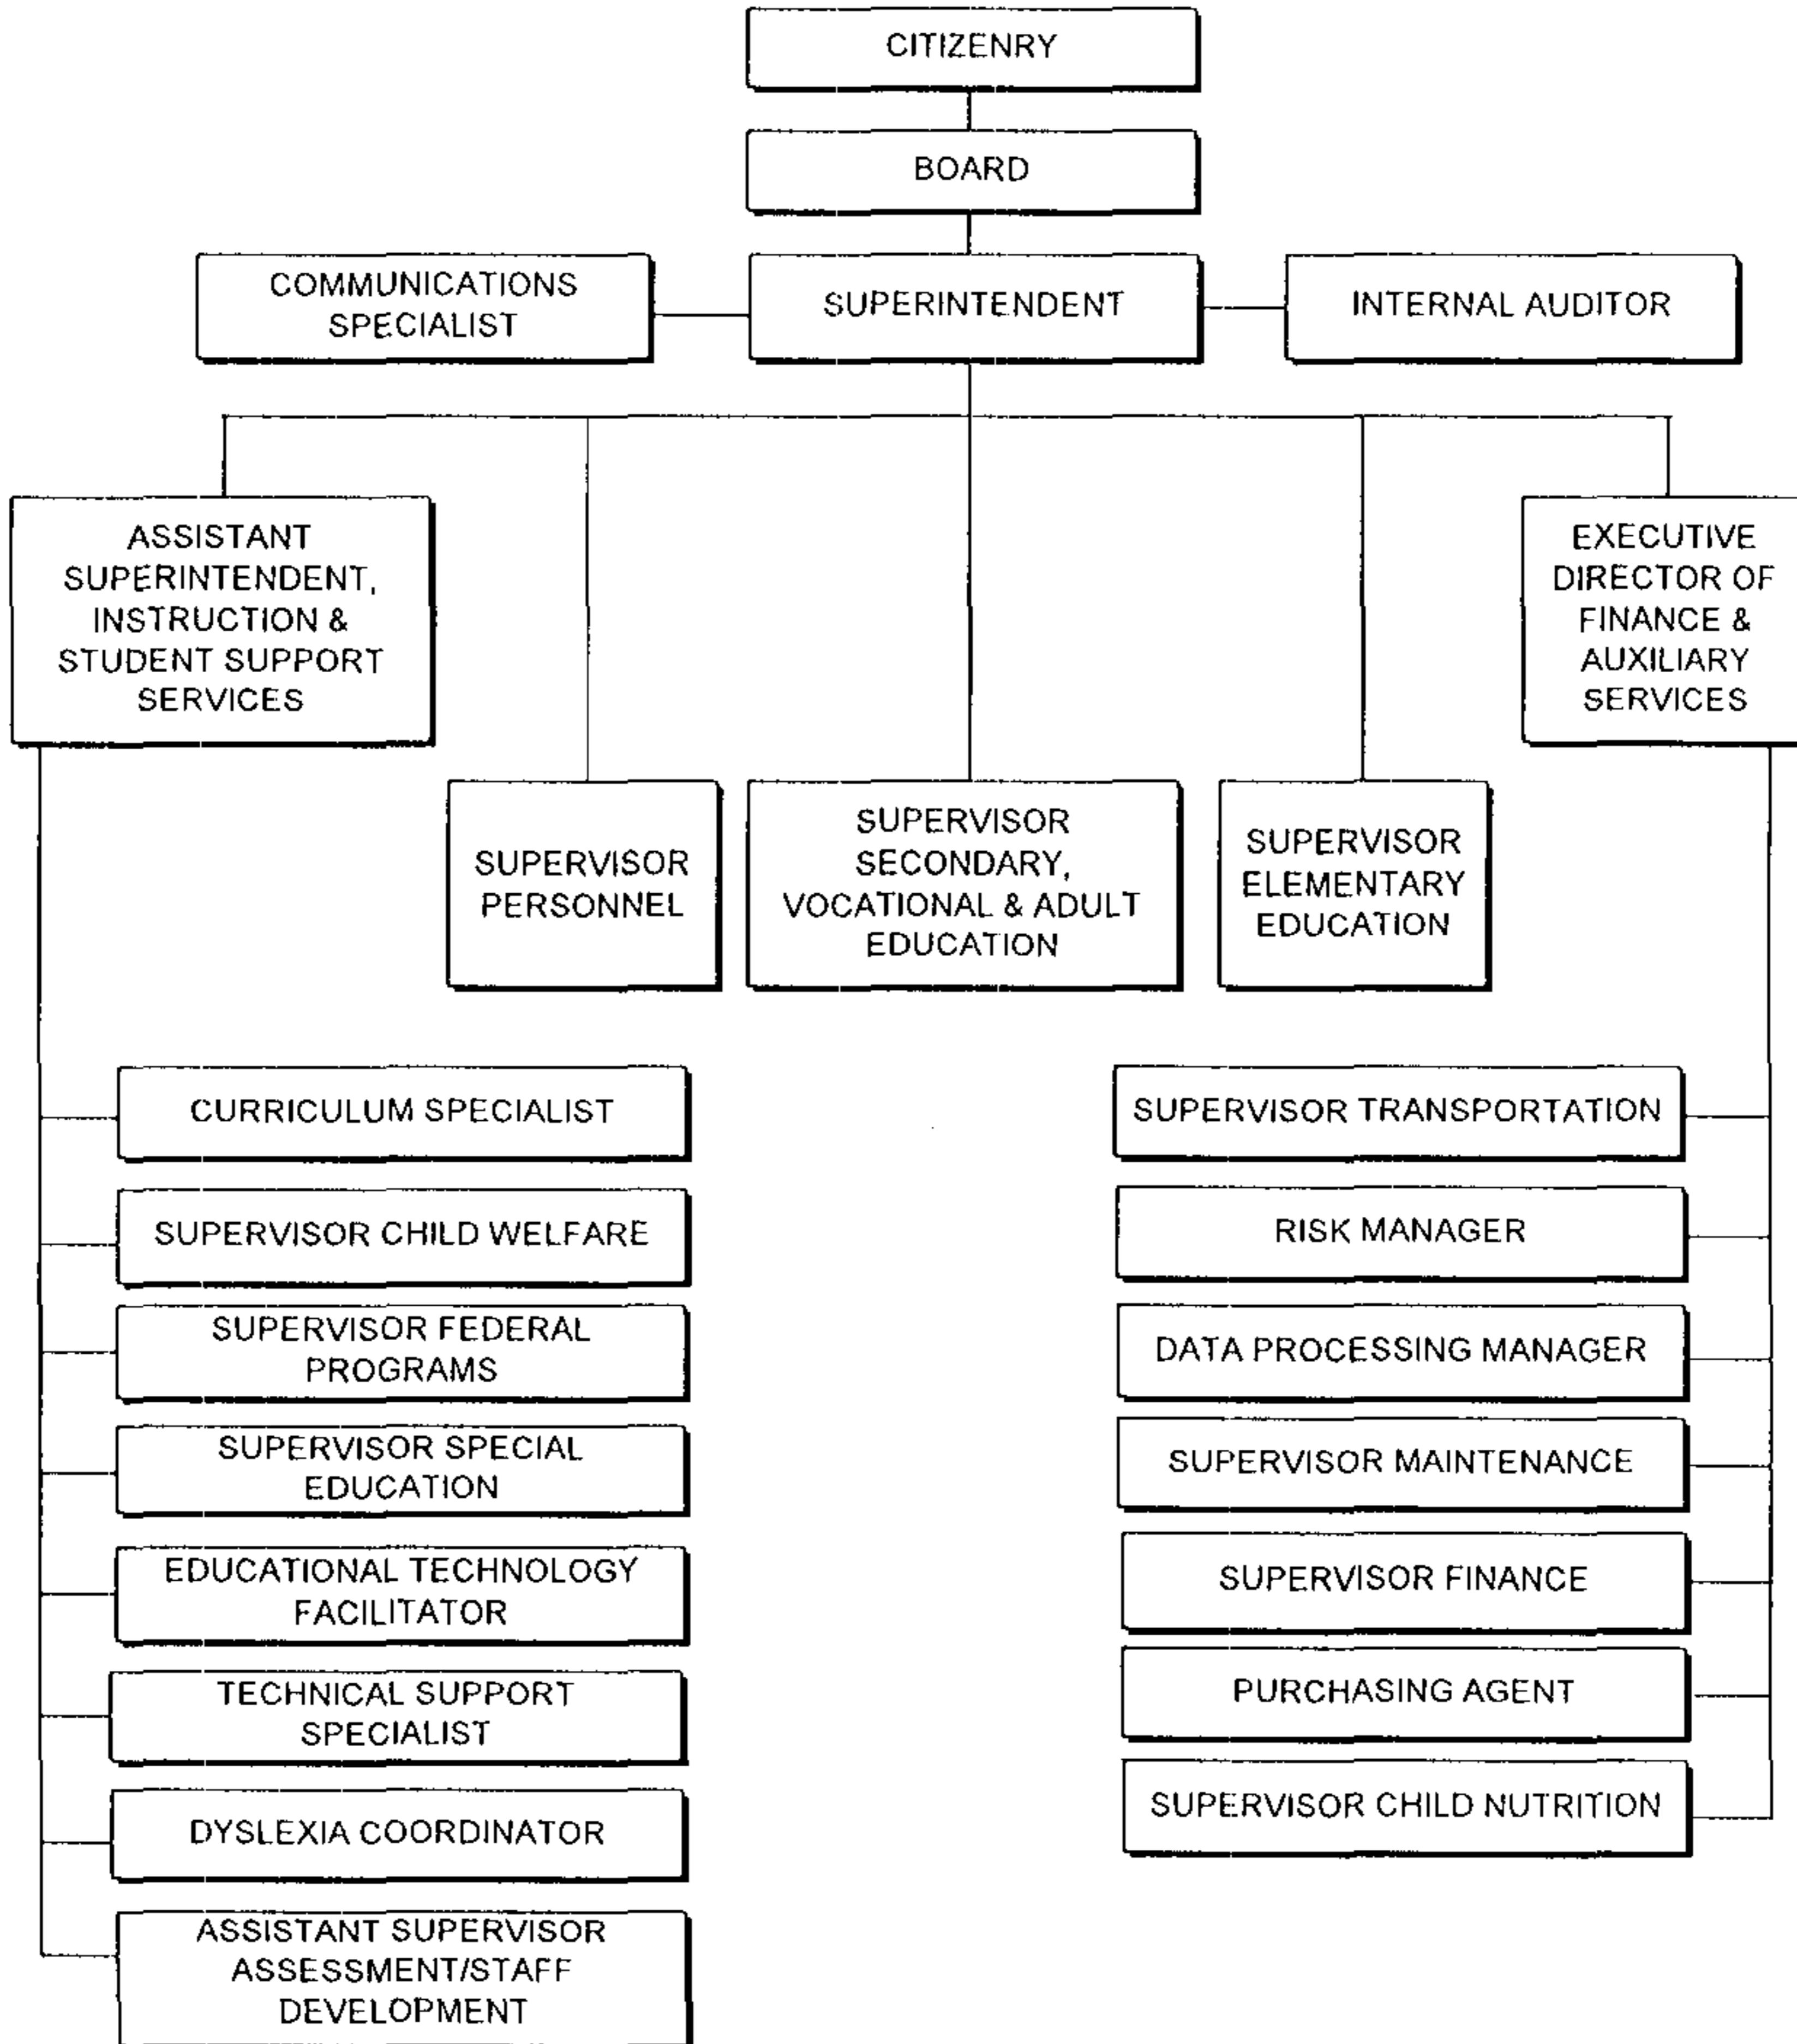 CITIZENRY
BOARD
COMMUNICATIONS
SPECIALIST
SUPERINTENDENT
INTERNAL AUDITOR
ASSISTANT
SUPERINTENDENT,
INSTRUCTION &
STUDENT SUPPORT
SERVICES
EXECUTIVE
DIRECTOR OF
FINANCE &
AUXILIARY
SERVICES
SUPERVISOR
PERSONNEL
SUPERVISOR
SECONDARY,
VOCATIONAL & ADULT
EDUCATION
SUPERVISOR
ELEMENTARY
EDUCATION
CURRICULUM SPECIALIST
SUPERVISOR CHILD WELFARE
SUPERVISOR FEDERAL
PROGRAMS
SUPERVISOR SPECIAL
EDUCATION
EDUCATIONAL TECHNOLOGY
FACILITATOR
TECHNICAL SUPPORT
SPECIALIST
DYSLEXIA COORDINATOR
ASSISTANT SUPERVISOR
ASSESSMENT/STAFF
DEVELOPMENT
SUPERVISOR TRANSPORTATION
RISK MANAGER
DATA PROCESSING MANAGER
SUPERVISOR MAINTENANCE
SUPERVISOR FINANCE
PURCHASING AGENT
SUPERVISOR CHILD NUTRITION